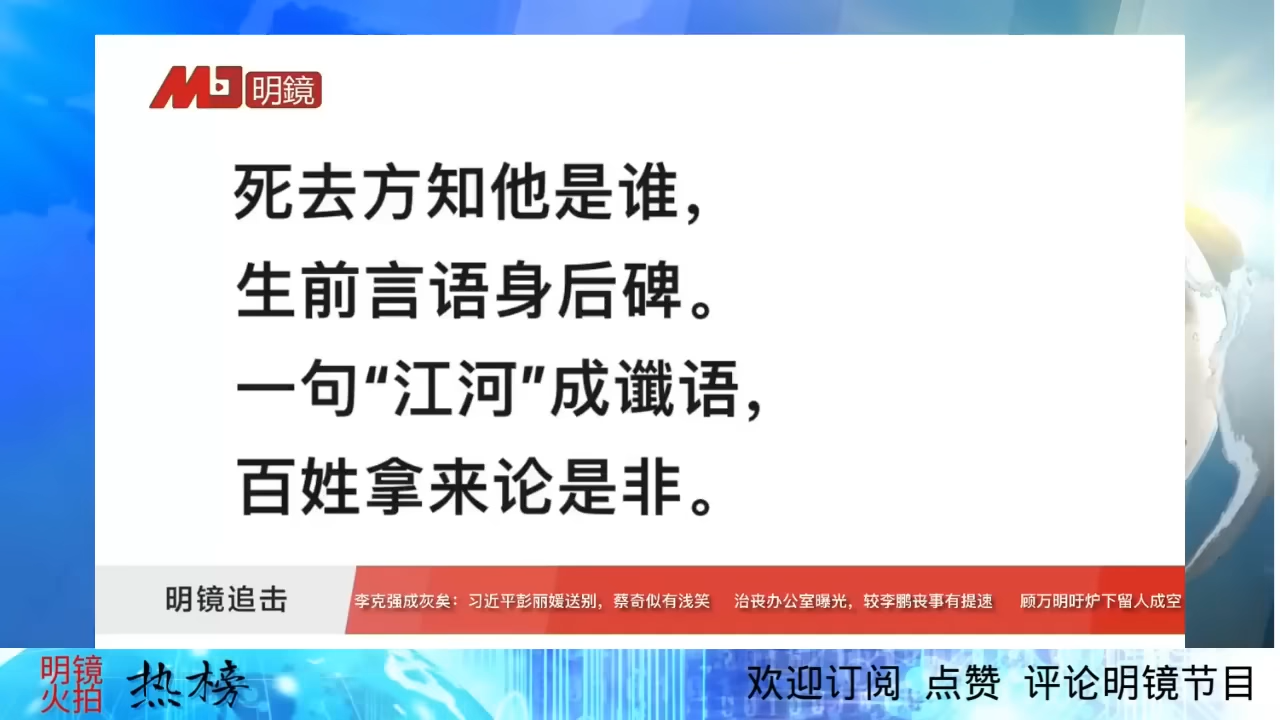 明鏡
死去方知他是谁，
生前言语身后碑。
一句“江河”成谶语，
百姓拿来论是非。
明镜追击
李克强成灰矣：习近平彭丽媛送别，蔡奇似有浅笑 治丧办公室曝光，较李鹏丧事有提速 顾万明吁炉下留人成空
明镜
火拍
热榜
欢迎订阅 点赞 评论明镜节目